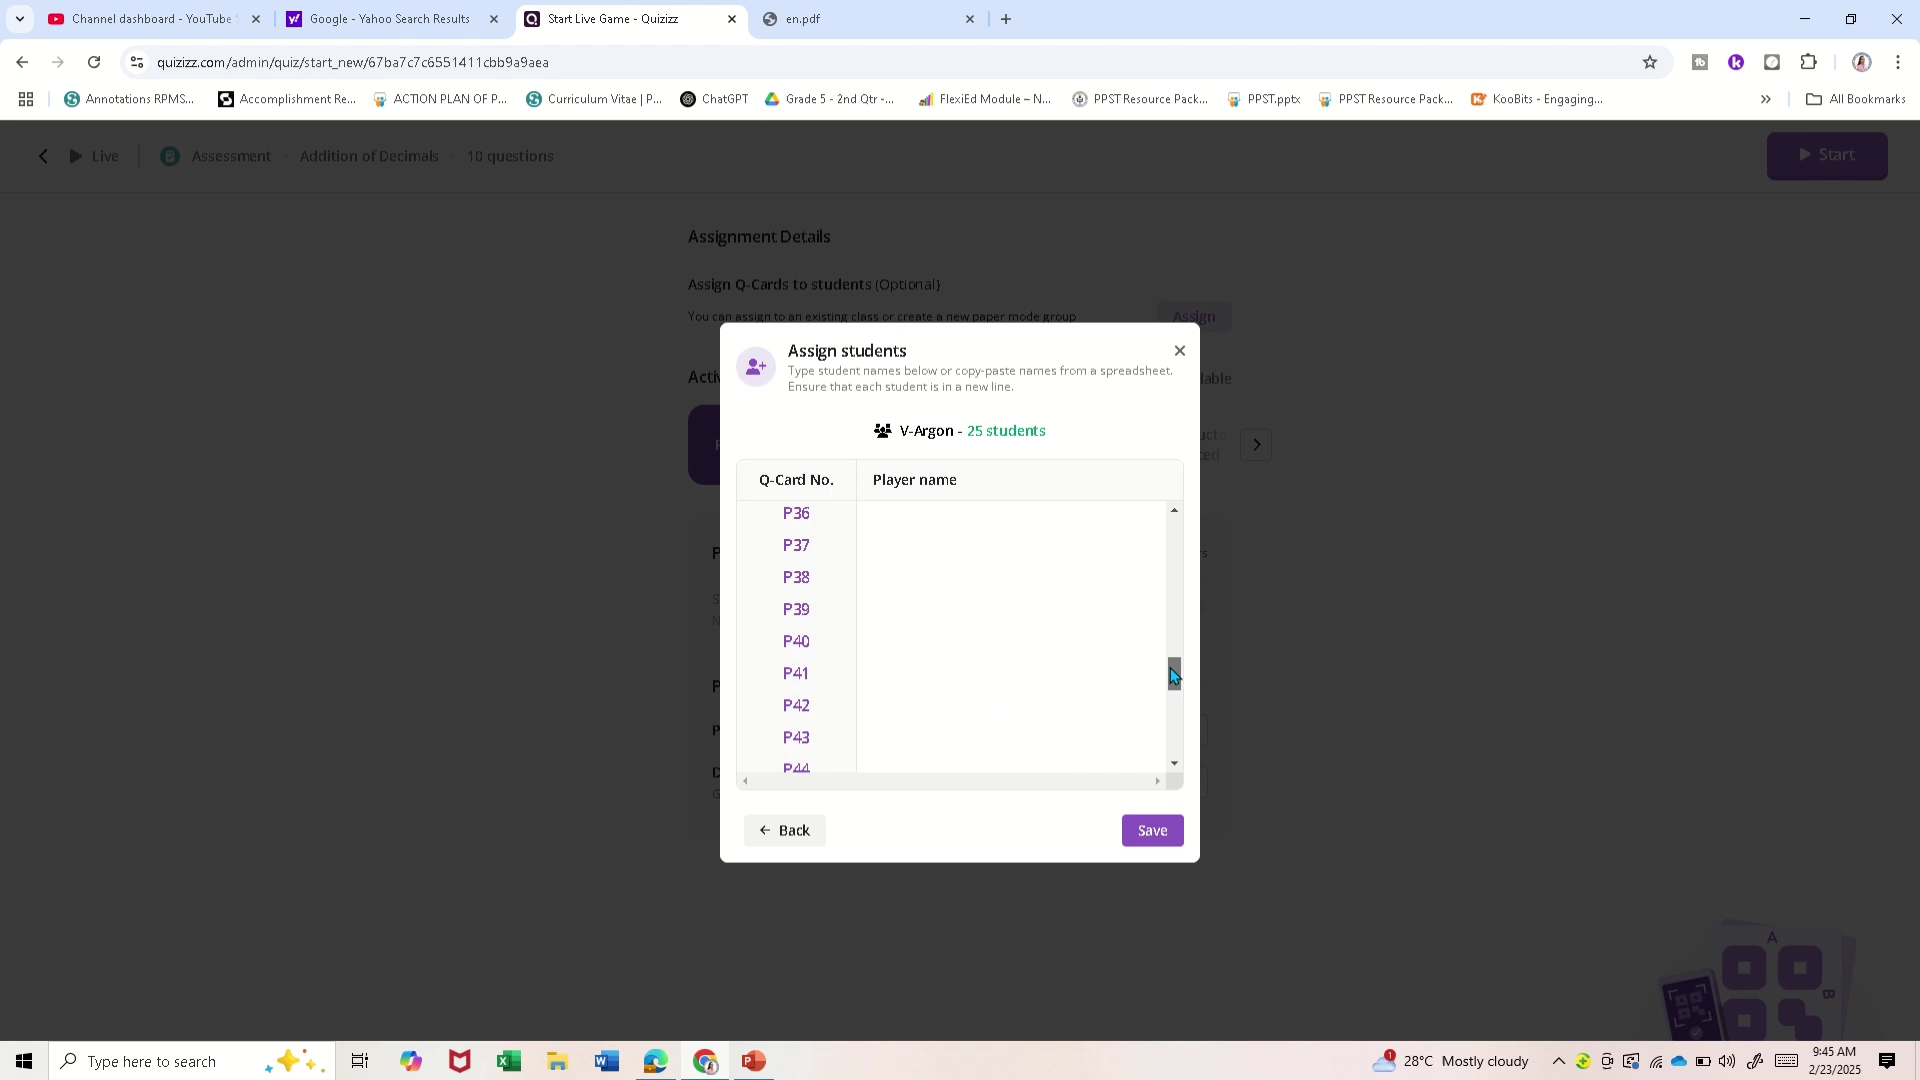 Channel dashboard - YouTube
Google - Yahoo Search Results
Start Live Game - Quizizz
en.pdf
quizizz.com/admin/quiz/start_new/67ba7c7c6551411cbb9a9aea
Annotations RPMS...
Accomplishment Re...
ACTION PLAN OF P...
Curriculum Vitae | P...
ChatGPT
Grade 5 - 2nd Qtr -...
FlexiEd Module – N...
PPST Resource Pack...
PPST.pptx
PPST Resource Pack...
KooBits - Engaging...
All Bookmarks
Live
Assessment · Addition of Decimals · 10 questions
Start
Assignment Details
Assign Q-Cards to students (Optional)
You can assign to an existing class or create a new paper mode group
Assign
Assign students
Type student names below or copy-paste names from a spreadsheet.
Ensure that each student is in a new line.
V-Argon - 25 students
Q-Card No.
Player name
P36
P37
P38
P39
P40
P41
P42
P43
P44
Back
Save
A
Type here to search
1
28°C Mostly cloudy
9:45 AM
2/23/2025